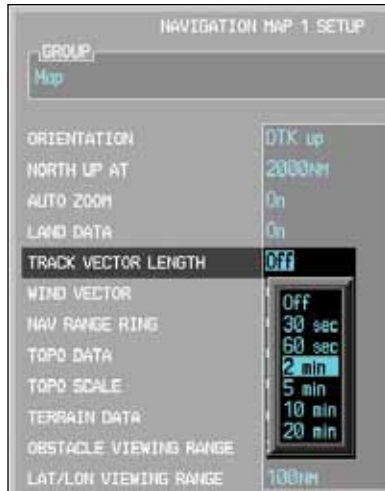 NAVIGATION MAP 1 SETUP
GROUP
Map
ORIENTATION DTK up
NORTH UP AT 2000NM
AUTO ZOOM On
LAND DATA On
TRACK VECTOR LENGTH Off
WIND VECTOR
NAV RANGE RING
TOPO DATA
TOPO SCALE
TERRAIN DATA
OBSTACLE VIEWING RANGE
LAT/LON VIEWING RANGE 100NM
Off
30 sec
60 sec
2 min
5 min
10 min
20 min